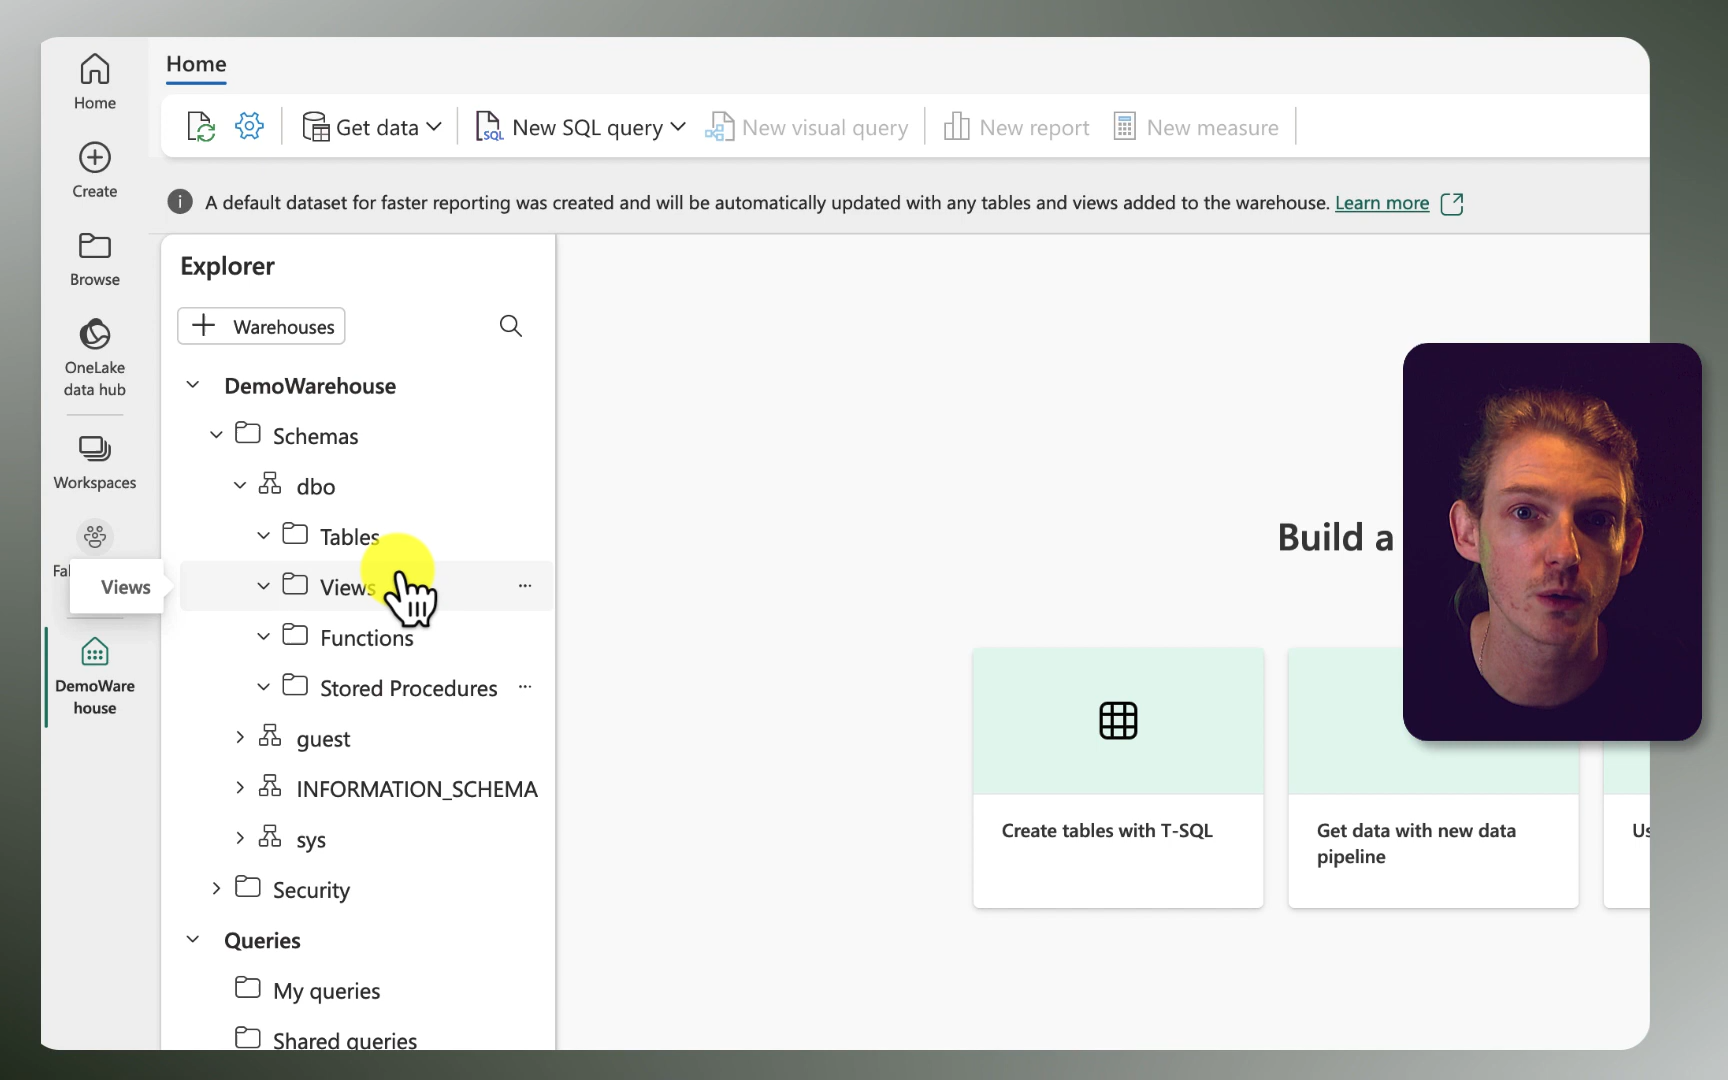 Home
Create
Browse
OneLake
data hub
Workspaces
Views
DemoWare
house
Home
Get data
SQL
New SQL query
New visual query
New report
New measure
A default dataset for faster reporting was created and will be automatically updated with any tables and views added to the warehouse. Learn more
Explorer
Warehouses
DemoWarehouse
Schemas
dbo
Tables
Views
Functions
Stored Procedures
guest
INFORMATION_SCHEMA
sys
Security
Queries
My queries
Shared queries
Build a
Create tables with T-SQL
Get data with new data
pipeline